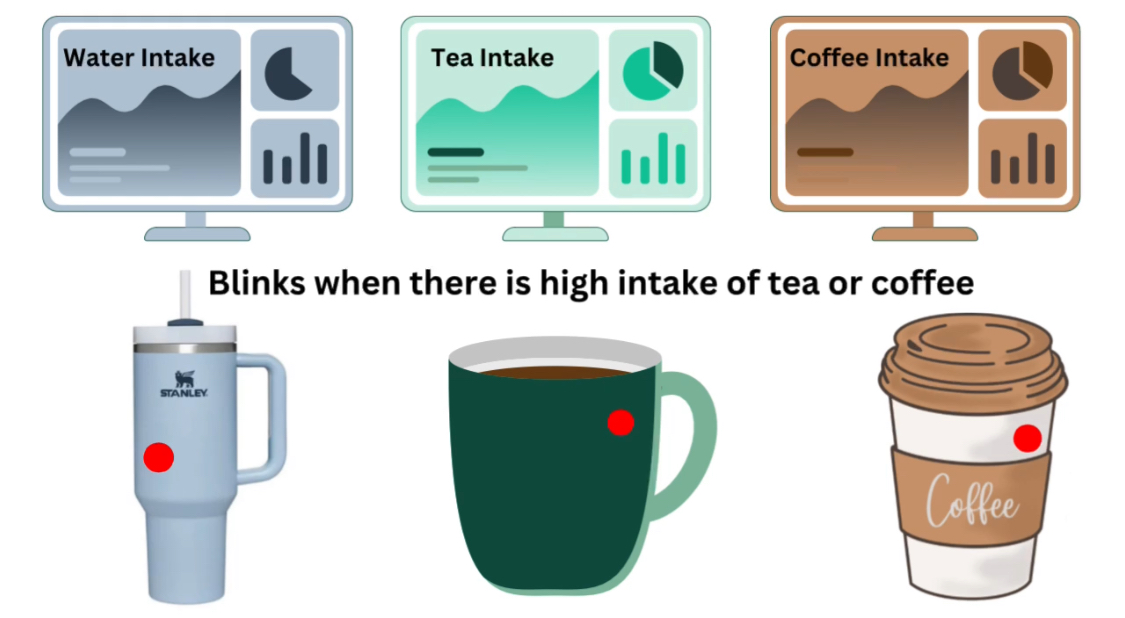 Water Intake
Tea Intake
Coffee Intake
Blinks when there is high intake of tea or coffee
STANLEY
Coffee